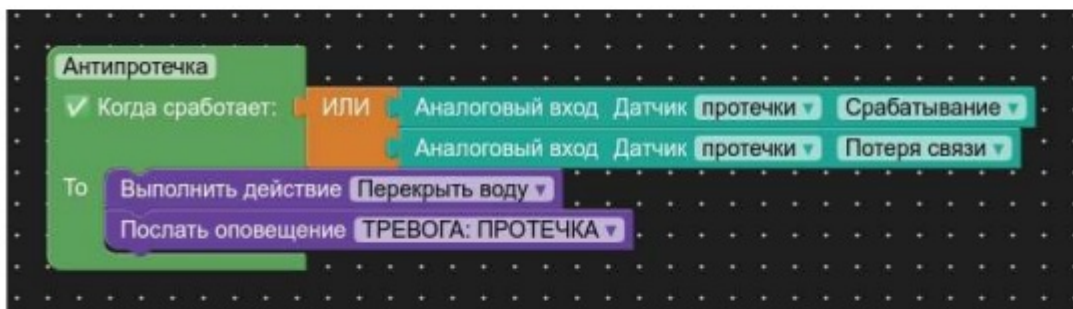 Антипротечка
Когда сработает: ИЛИ Аналоговый вход Датчик протечки Срабатывание
Аналоговый вход Датчик протечки Потеря связи
То Выполнить действие Перекрыть воду
Послать оповещение ТРЕВОГА: ПРОТЕЧКА